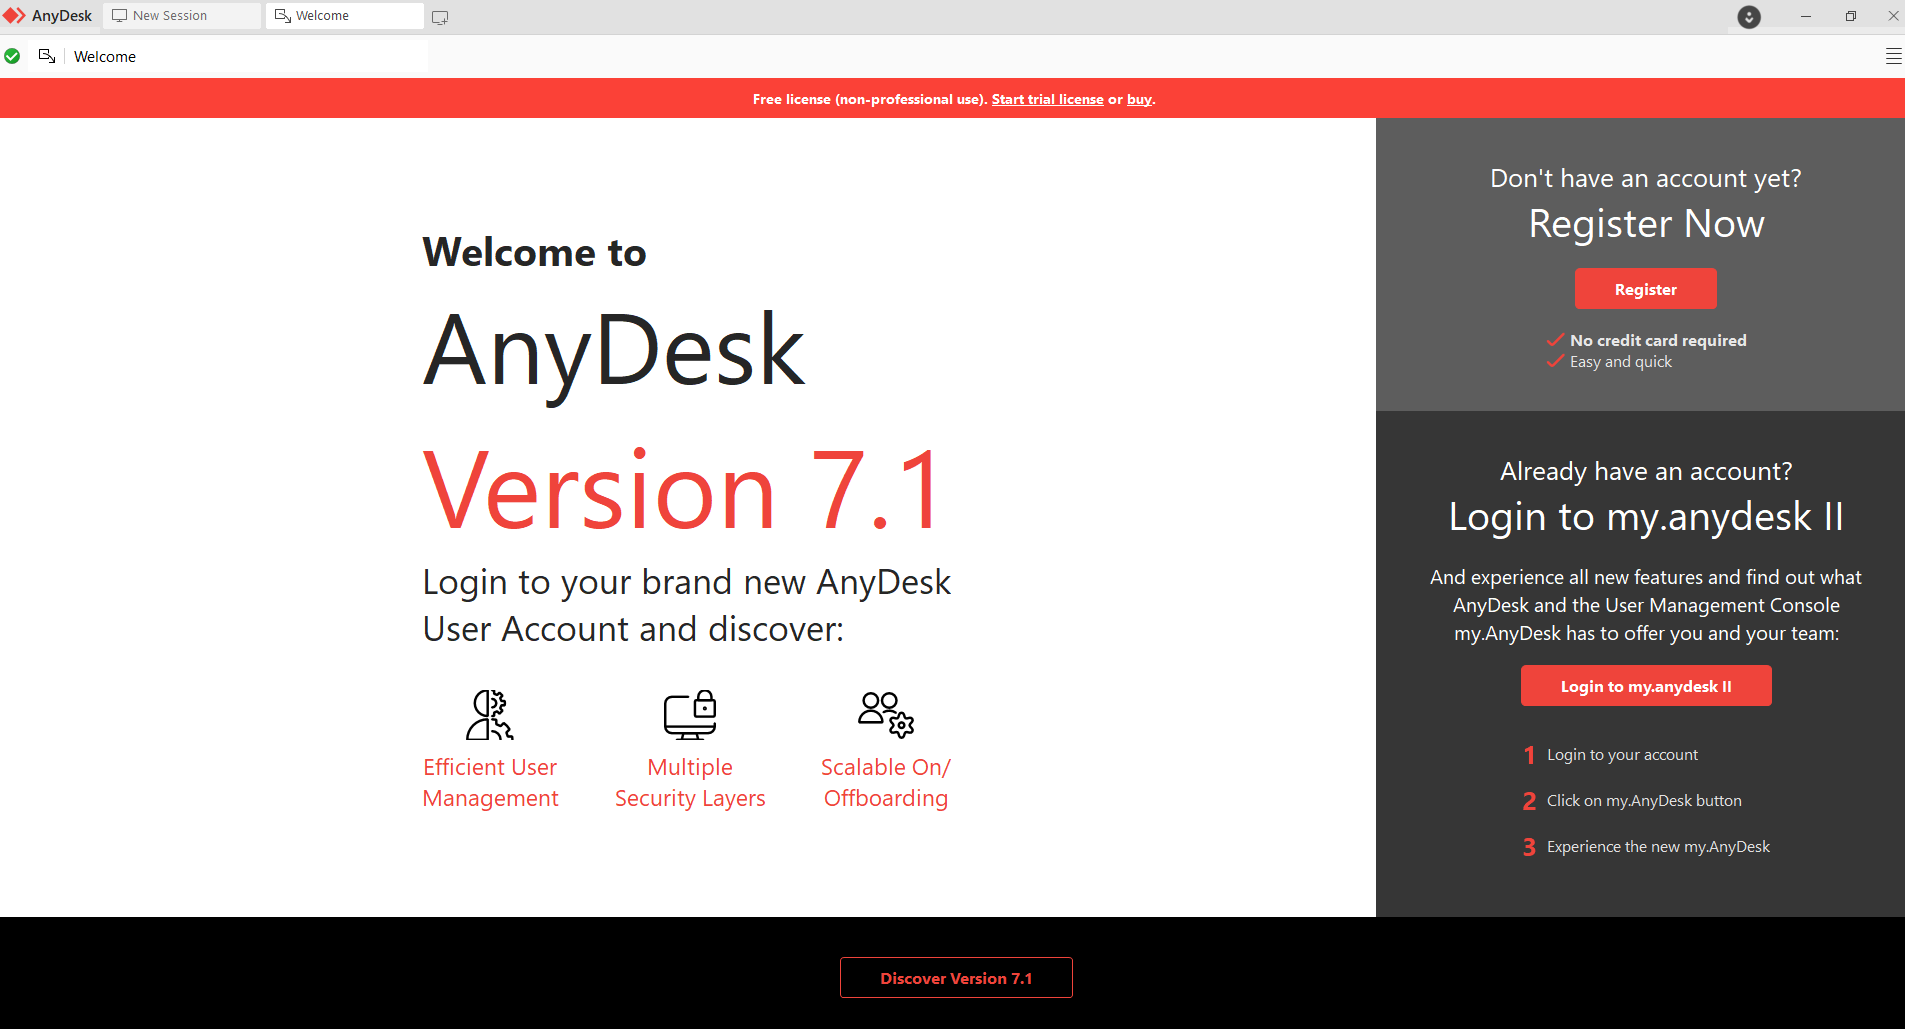 AnyDesk
New Session
Welcome
Welcome
Free license (non-professional use). Start trial license or buy.
Welcome to
AnyDesk
Version 7.1
Login to your brand new AnyDesk
User Account and discover:
Efficient User
Management
Multiple
Security Layers
Scalable On/
Offboarding
Don't have an account yet?
Register Now
Register
No credit card required
Easy and quick
Already have an account?
Login to my.anydesk II
And experience all new features and find out what
AnyDesk and the User Management Console
my.AnyDesk has to offer you and your team:
Login to my.anydesk II
1 Login to your account
2 Click on my.AnyDesk button
3 Experience the new my.AnyDesk
Discover Version 7.1